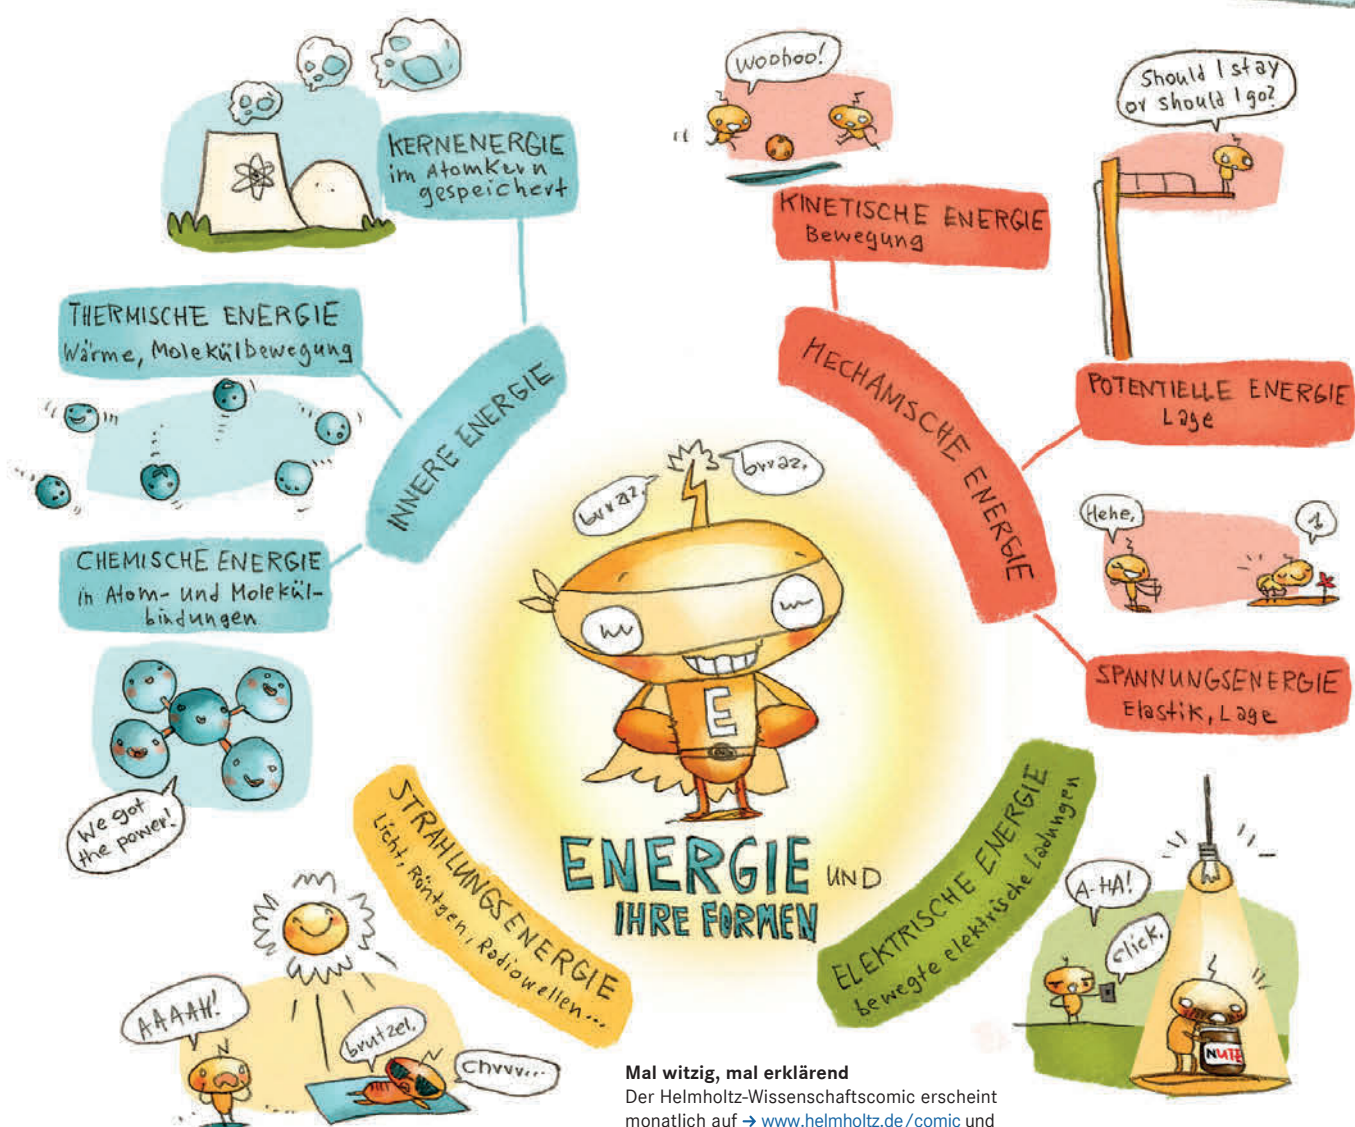 KERNENERGIE
im Atomkern
gespeichert
THERMISCHE ENERGIE
Wärme, Molekülbewegung
CHEMISCHE ENERGIE
in Atom- und Molekül-
bindungen
We got
the power!
INNERE ENERGIE
woohoo!
KINETISCHE ENERGIE
Bewegung
Should I stay
or should I go?
MECHANISCHE ENERGIE
POTENTIELLE ENERGIE
Lage
Hehe,
SPANNUNGSENERGIE
Elastik, Lage
brraz,
brraz,
E
ENERGIE UND
IHRE FORMEN
STRAHLUNGSENERGIE
Licht, Röntgen, Radiowellen...
AAAAH!
brutzel,
chrrr...
ELEKTRISCHE ENERGIE
bewegte elektrische Ladungen
A-HA!
click,
Mal witzig, mal erklärend
Der Helmholtz-Wissenschaftscomic erscheint
monatlich auf → www.helmholtz.de/comic und